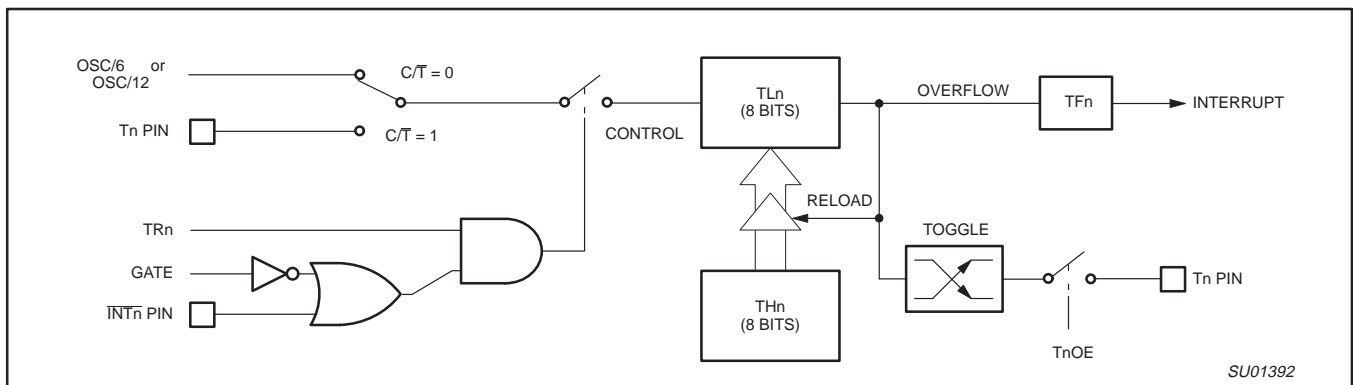 OSC/6 or
OSC/12
C/T̅ = 0
Tn PIN
C/T̅ = 1
CONTROL
TLn
(8 BITS)
OVERFLOW
TFn
INTERRUPT
RELOAD
TRn
GATE
I̅N̅T̅n̅ PIN
THn
(8 BITS)
TOGGLE
Tn PIN
TnOE
SU01392